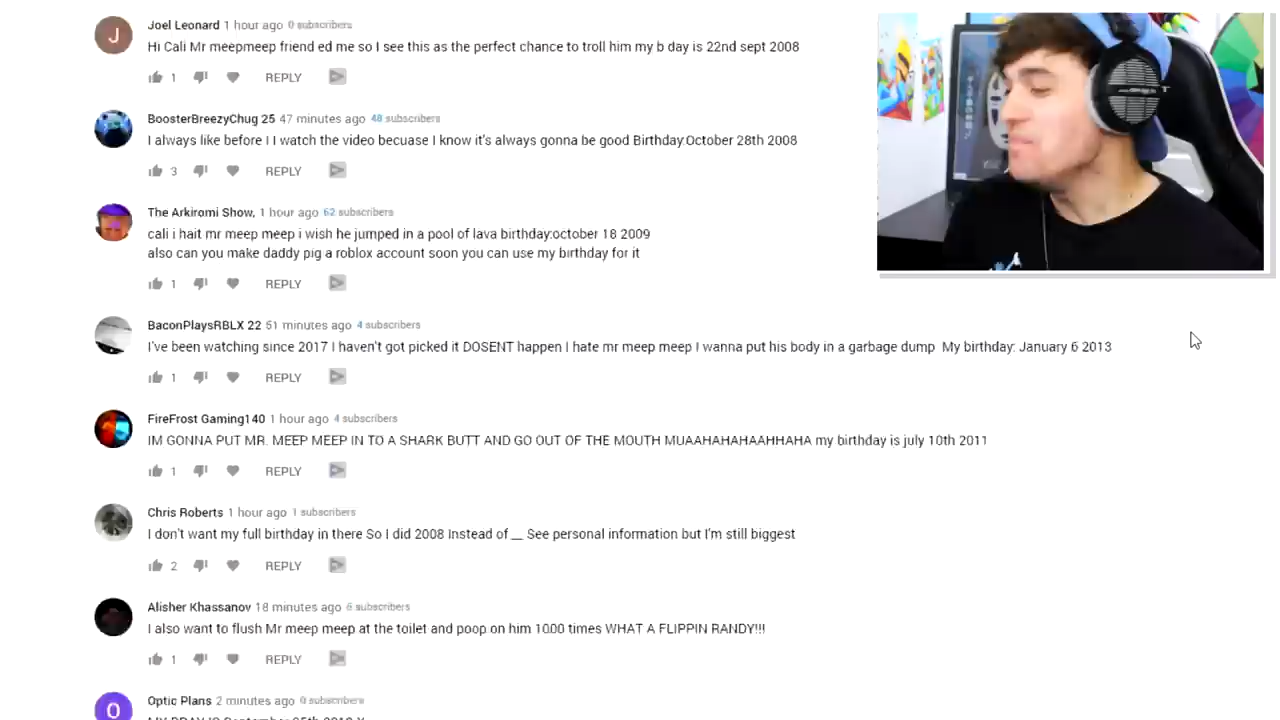 J
Joel Leonard 1 hour ago 0 subscribers
Hi Cali Mr meepmeep friend ed me so I see this as the perfect chance to troll him my b day is 22nd sept 2008
1 REPLY
BoosterBreezyChug 25 47 minutes ago 48 subscribers
I always like before I I watch the video becuase I know it's always gonna be good Birthday:October 28th 2008
3 REPLY
The Arkiromi Show, 1 hour ago 62 subscribers
cali i hait mr meep meep i wish he jumped in a pool of lava birthday:october 18 2009
also can you make daddy pig a roblox account soon you can use my birthday for it
1 REPLY
BaconPlaysRBLX 22 51 minutes ago 4 subscribers
I've been watching since 2017 I haven't got picked it DOSENT happen I hate mr meep meep I wanna put his body in a garbage dump My birthday: January 6 2013
1 REPLY
FireFrost Gaming140 1 hour ago 4 subscribers
IM GONNA PUT MR. MEEP MEEP IN TO A SHARK BUTT AND GO OUT OF THE MOUTH MUAAHAHAHAAHHAHA my birthday is july 10th 2011
1 REPLY
Chris Roberts 1 hour ago 1 subscribers
I don't want my full birthday in there So I did 2008 Instead of __ See personal information but I'm still biggest
2 REPLY
Alisher Khassanov 18 minutes ago 6 subscribers
I also want to flush Mr meep meep at the toilet and poop on him 1000 times WHAT A FLIPPIN RANDY!!!
1 REPLY
O
Optic Plans 2 minutes ago 0 subscribers